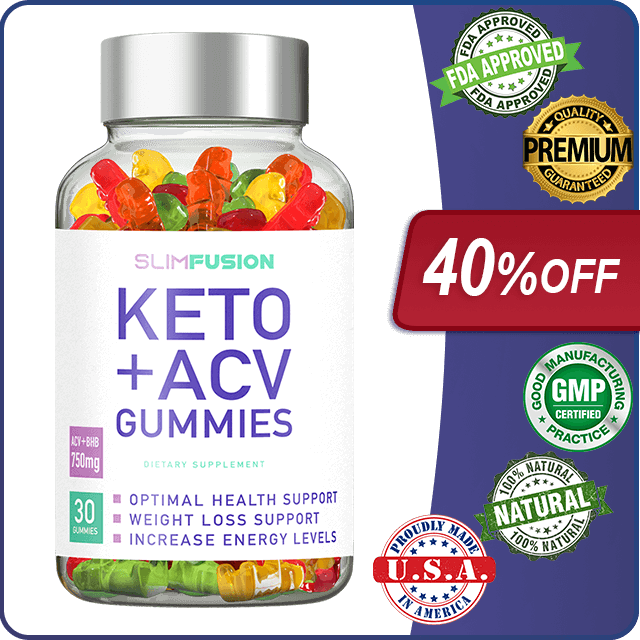 SLIMFUSION
KETO
+ACV
GUMMIES
DIETARY SUPPLEMENT
ACV+BHB
750mg
30
GUMMIES
OPTIMAL HEALTH SUPPORT
WEIGHT LOSS SUPPORT
INCREASE ENERGY LEVELS
FDA APPROVED
FDA APPROVED
FDA APPROVED
QUALITY
PREMIUM
GUARANTEED
40%OFF
GOOD MANUFACTURING
GMP
CERTIFIED
PRACTICE
100% NATURAL
NATURAL
100% NATURAL
PROUDLY MADE
U.S.A.
IN AMERICA